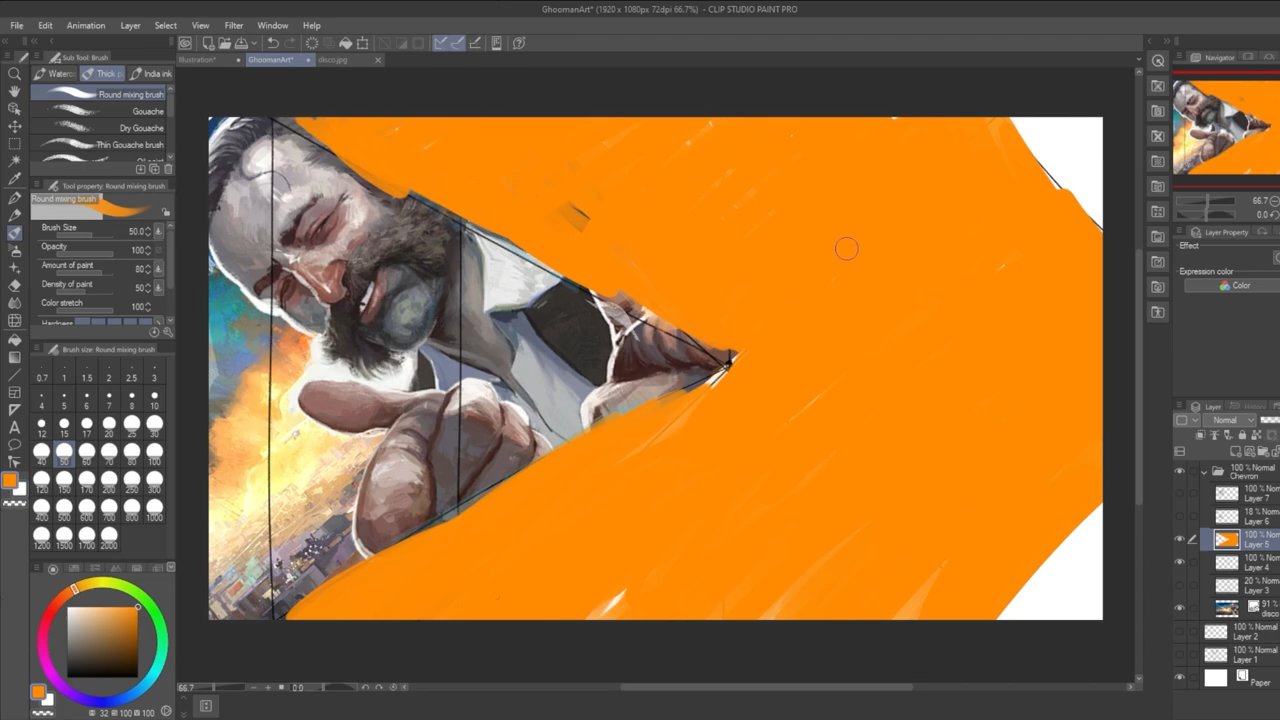 GhoomanArt* (1920 x 1080px 72dpi 66.7%) - CLIP STUDIO PAINT PRO
File Edit Animation Layer Select View Filter Window Help
Illustration* GhoomanArt* disco.jpg
Sub Tool: Brush
Waterc Thick p India ink
Round mixing brush
Gouache
Dry Gouache
Thin Gouache brush
Tool property: Round mixing brush
Round mixing brush
Brush Size 50.0
Opacity 100
Amount of paint 80
Density of paint 50
Color stretch 100
Hardness
Brush size: Round mixing brush
0.7 1 1.5 2 2.5 3
4 5 6 7 8 10
12 15 17 20 25 30
40 50 60 70 80 100
120 150 170 200 250 300
400 500 600 700 800 1000
1200 1500 1700 2000
32 100 100
66.7 0.0
Navigator
66.7
0.0
Layer Property
Effect
Expression color
Color
Layer
Normal
100 % Normal
Chevron
100 % Nor
Layer 7
18 % Nor
Layer 6
100 % Nor
Layer 5
100 % Nor
Layer 4
20 % Nor
Layer 3
91 %
disco
100 % Normal
Layer 2
100 % Normal
Layer 1
Paper